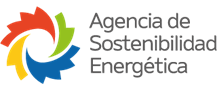 Agencia de
Sostenibilidad
Energética